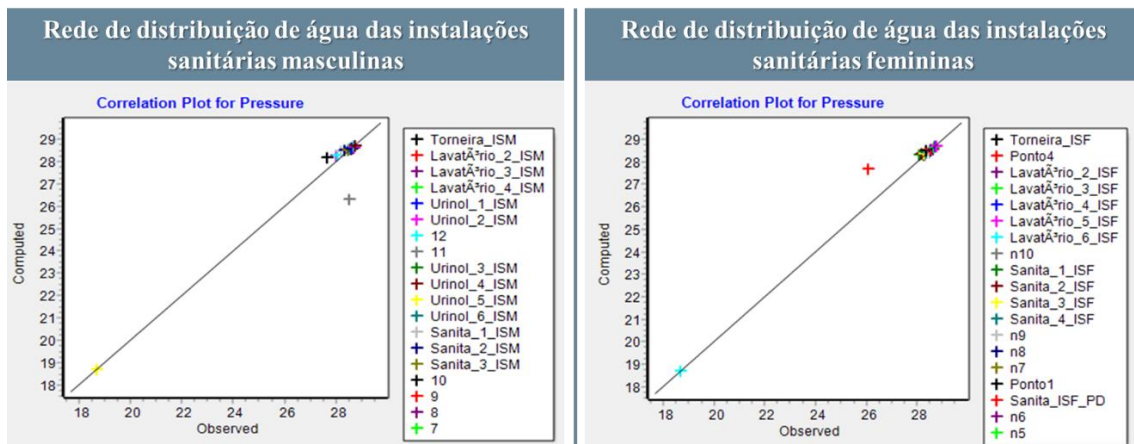 Rede de distribuição de água das instalações
sanitárias masculinas
Correlation Plot for Pressure
29
28
27
26
25
24
23
22
21
20
19
18
Computed
18
20
22
24
26
28
Observed
Torneira_ISM
LavatÃ³rio_2_ISM
LavatÃ³rio_3_ISM
LavatÃ³rio_4_ISM
Urinol_1_ISM
Urinol_2_ISM
12
11
Urinol_3_ISM
Urinol_4_ISM
Urinol_5_ISM
Urinol_6_ISM
Sanita_1_ISM
Sanita_2_ISM
Sanita_3_ISM
10
9
8
7
Rede de distribuição de água das instalações
sanitárias femininas
Correlation Plot for Pressure
29
28
27
26
25
24
23
22
21
20
19
18
Computed
18
20
22
24
26
28
Observed
Torneira_ISF
Ponto4
LavatÃ³rio_2_ISF
LavatÃ³rio_3_ISF
LavatÃ³rio_4_ISF
LavatÃ³rio_5_ISF
LavatÃ³rio_6_ISF
n10
Sanita_1_ISF
Sanita_2_ISF
Sanita_3_ISF
Sanita_4_ISF
n9
n8
n7
Ponto1
Sanita_ISF_PD
n6
n5